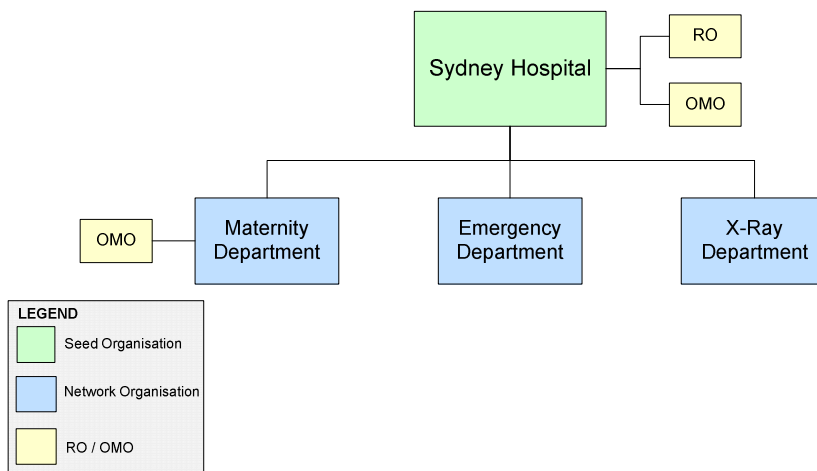 Sydney Hospital
RO
OMO
OMO
Maternity
Department
Emergency
Department
X-Ray
Department
LEGEND
Seed Organisation
Network Organisation
RO / OMO